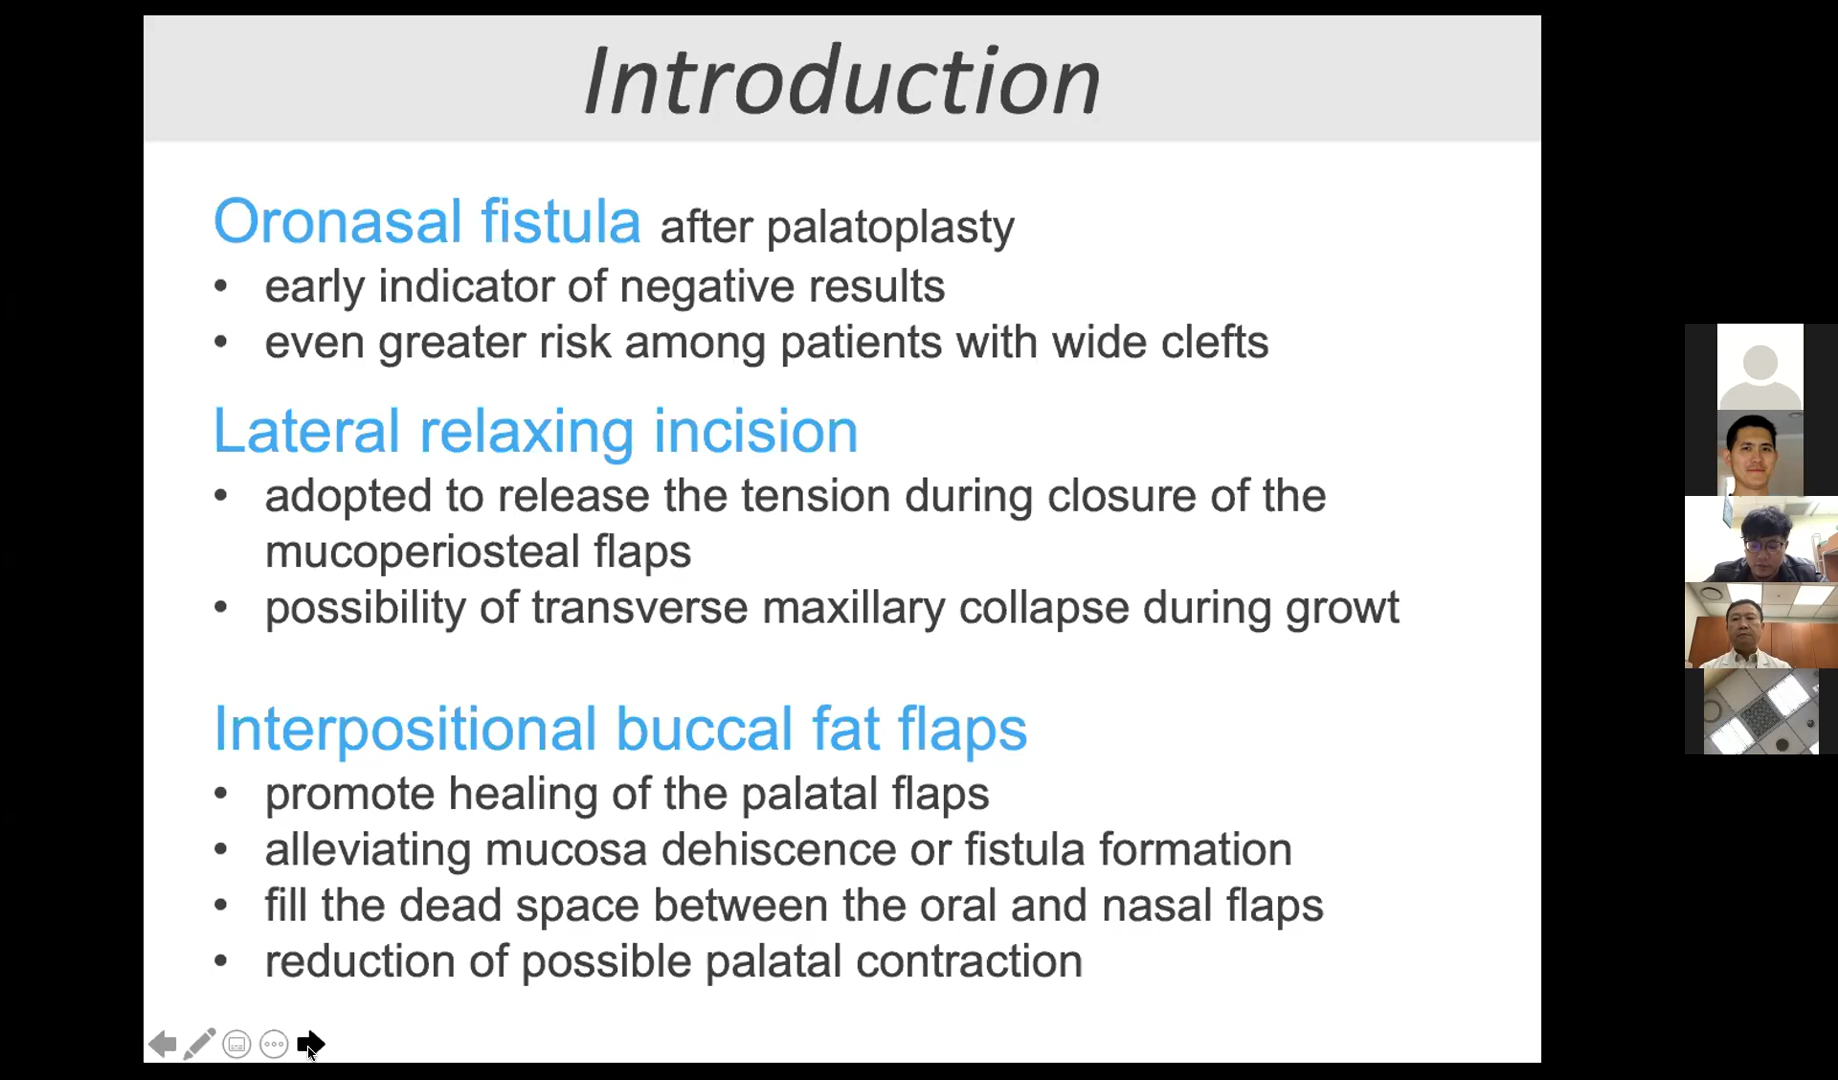 Introduction
Oronasal fistula after palatoplasty
• early indicator of negative results
• even greater risk among patients with wide clefts
Lateral relaxing incision
• adopted to release the tension during closure of the
mucoperiosteal flaps
• possibility of transverse maxillary collapse during growt
Interpositional buccal fat flaps
• promote healing of the palatal flaps
• alleviating mucosa dehiscence or fistula formation
• fill the dead space between the oral and nasal flaps
• reduction of possible palatal contraction